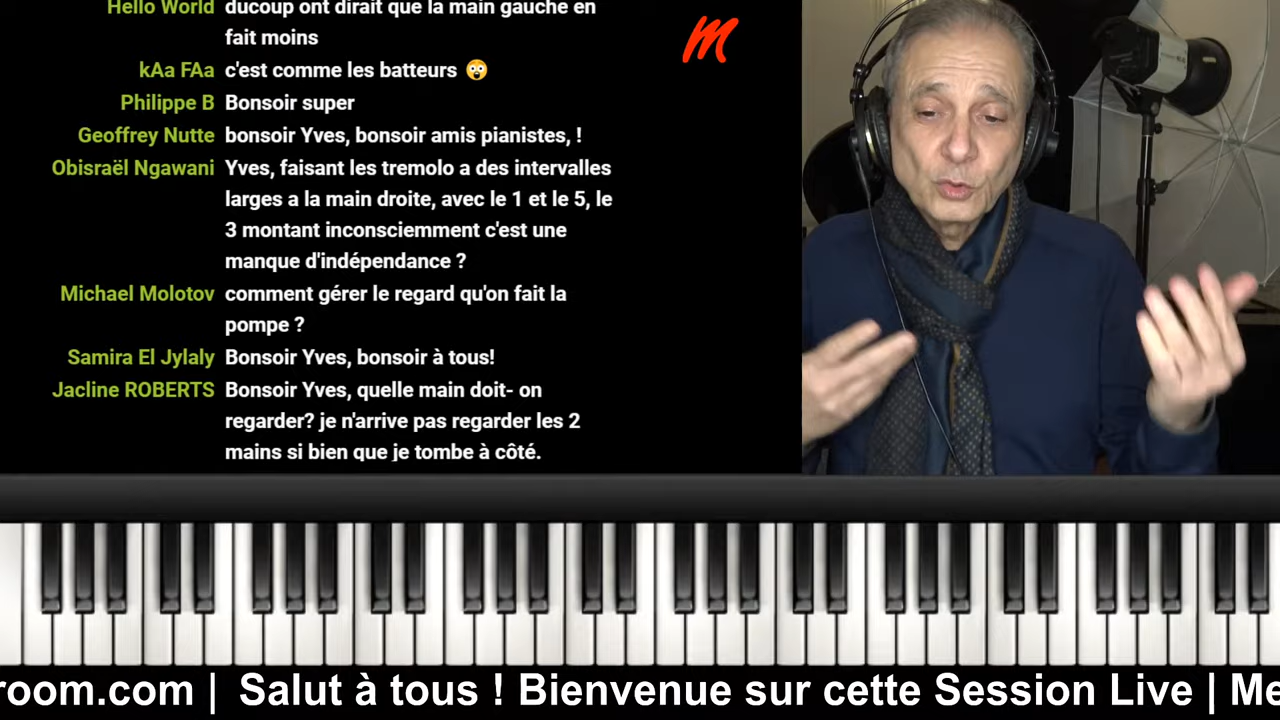 Hello World ducoup ont dirait que la main gauche en
fait moins
kAa FAa c'est comme les batteurs 😲
Philippe B Bonsoir super
Geoffrey Nutte bonsoir Yves, bonsoir amis pianistes, !
Obisraël Ngawani Yves, faisant les tremolo a des intervalles
larges a la main droite, avec le 1 et le 5, le
3 montant inconsciemment c'est une
manque d'indépendance ?
Michael Molotov comment gérer le regard qu'on fait la
pompe ?
Samira El Jylaly Bonsoir Yves, bonsoir à tous!
Jacline ROBERTS Bonsoir Yves, quelle main doit- on
regarder? je n'arrive pas regarder les 2
mains si bien que je tombe à côté.
m
room.com | Salut à tous ! Bienvenue sur cette Session Live | Me